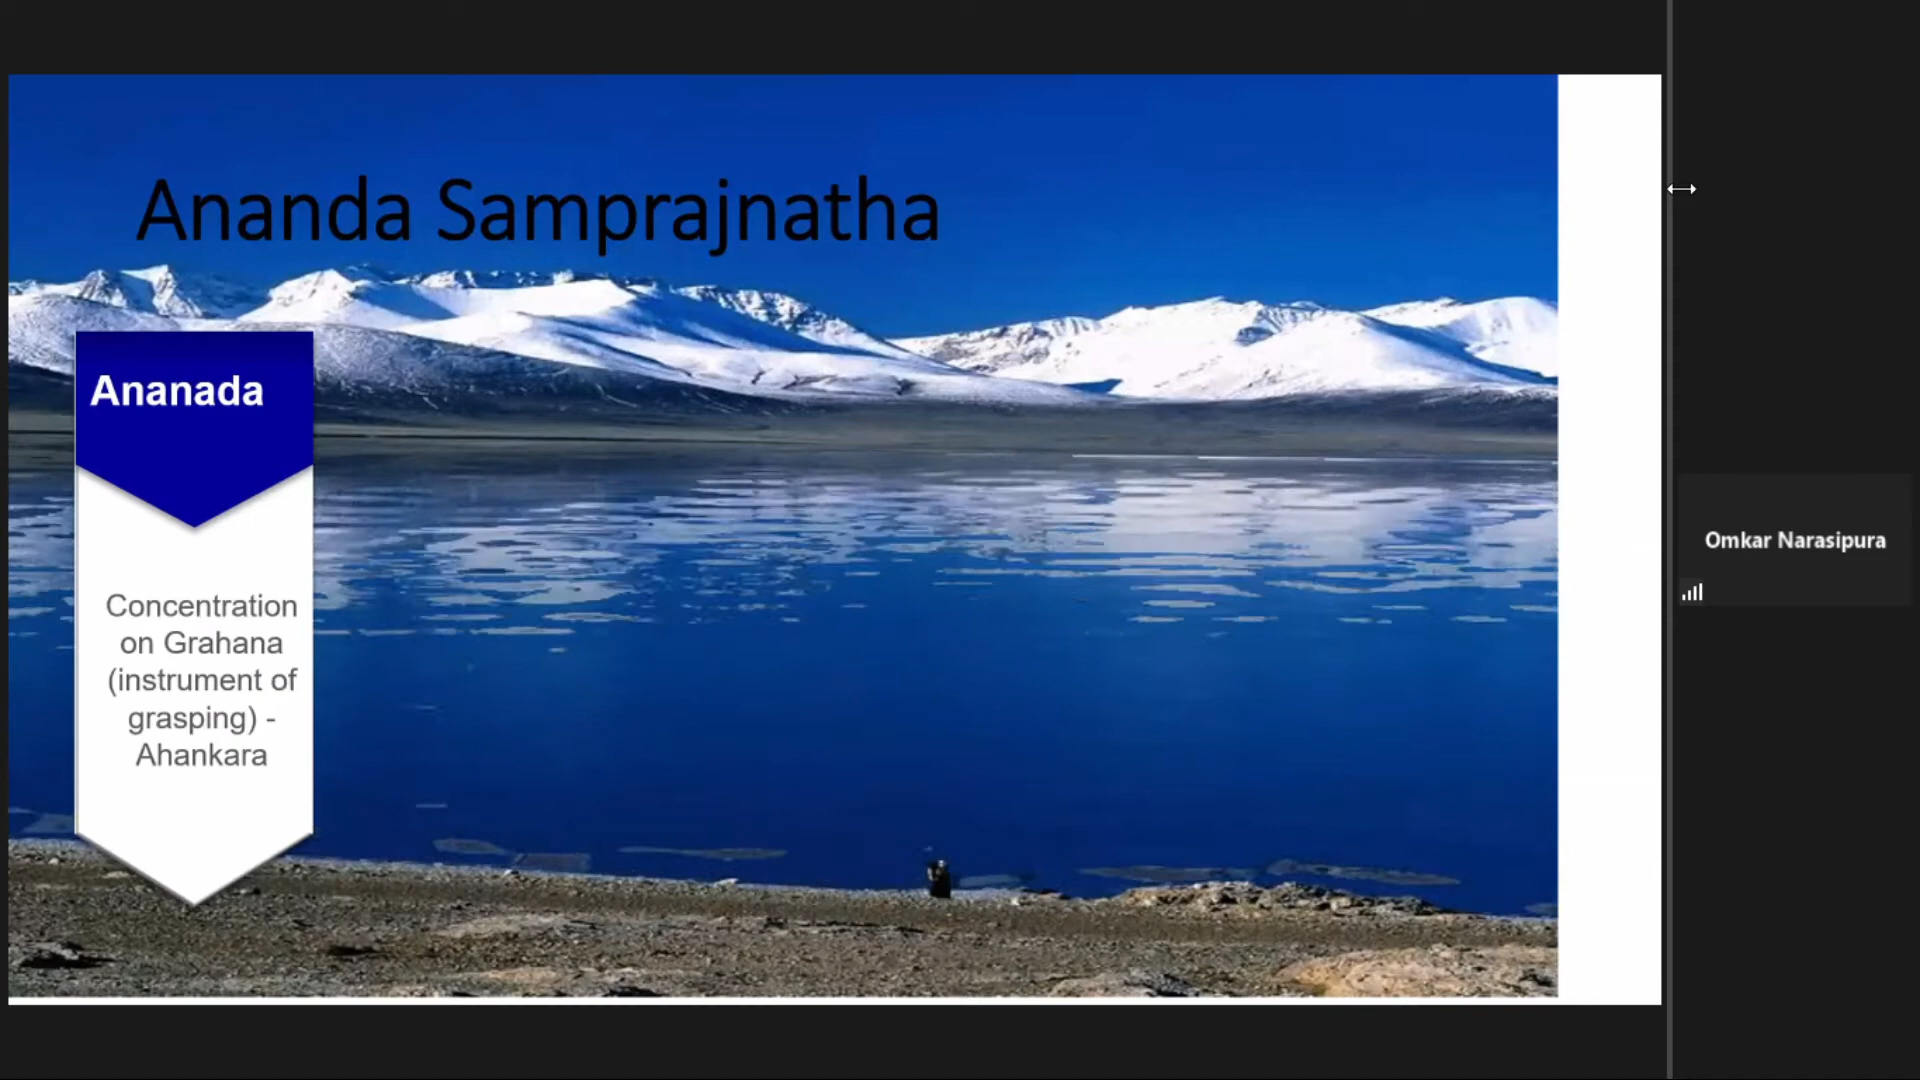 Ananda Samprajnatha
Ananada
Concentration
on Grahana
(instrument of
grasping) -
Ahankara
Omkar Narasipura